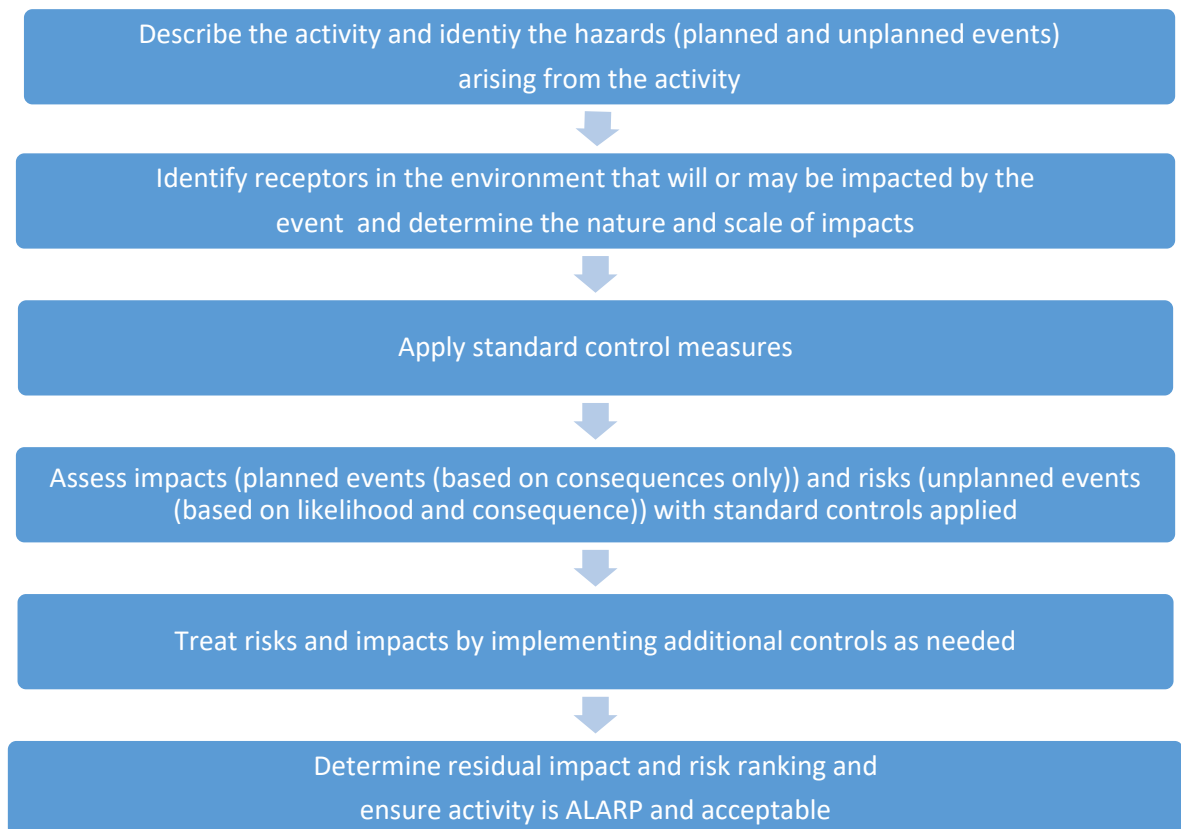 Describe the activity and identiy the hazards (planned and unplanned events)
arising from the activity
Identify receptors in the environment that will or may be impacted by the
event and determine the nature and scale of impacts
Apply standard control measures
Assess impacts (planned events (based on consequences only)) and risks (unplanned events
(based on likelihood and consequence)) with standard controls applied
Treat risks and impacts by implementing additional controls as needed
Determine residual impact and risk ranking and
ensure activity is ALARP and acceptable